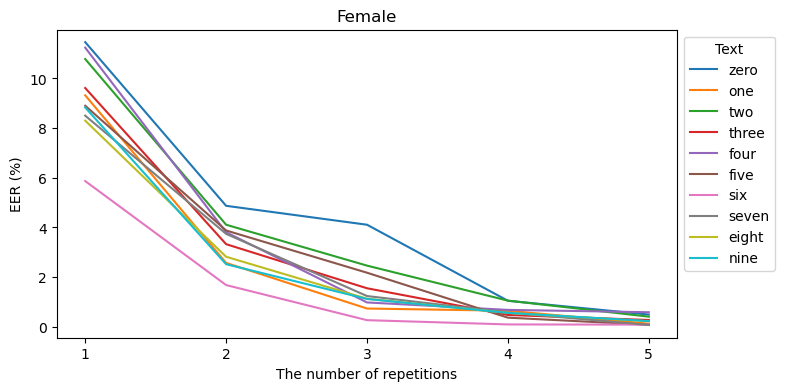 Female
EER (%)
10
8
6
4
2
0
1 2 3 4 5
The number of repetitions
Text
zero
one
two
three
four
five
six
seven
eight
nine